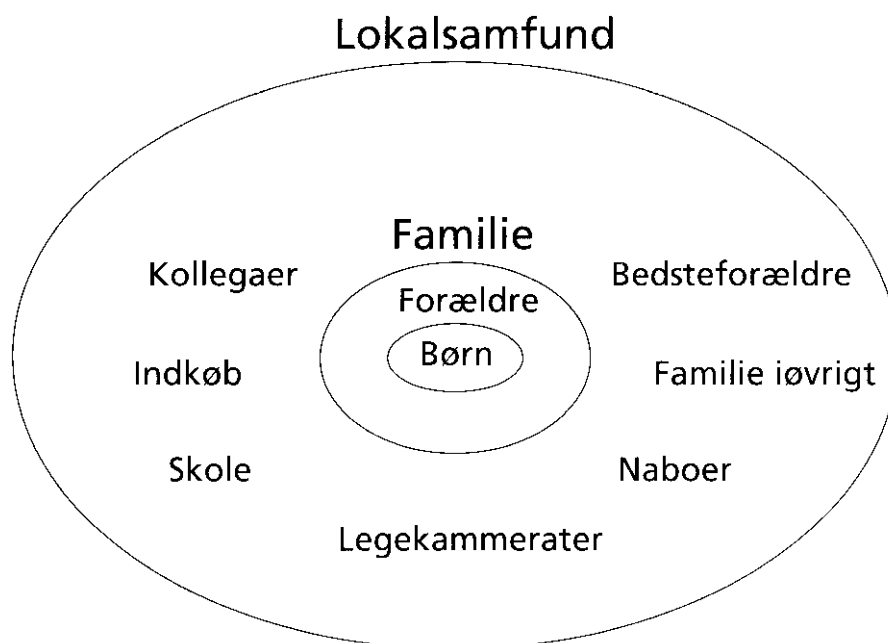 Lokalsamfund
Familie
Kollegaer
Bedsteforældre
Forældre
Børn
Indkøb
Familie iøvrigt
Skole
Naboer
Legekammerater